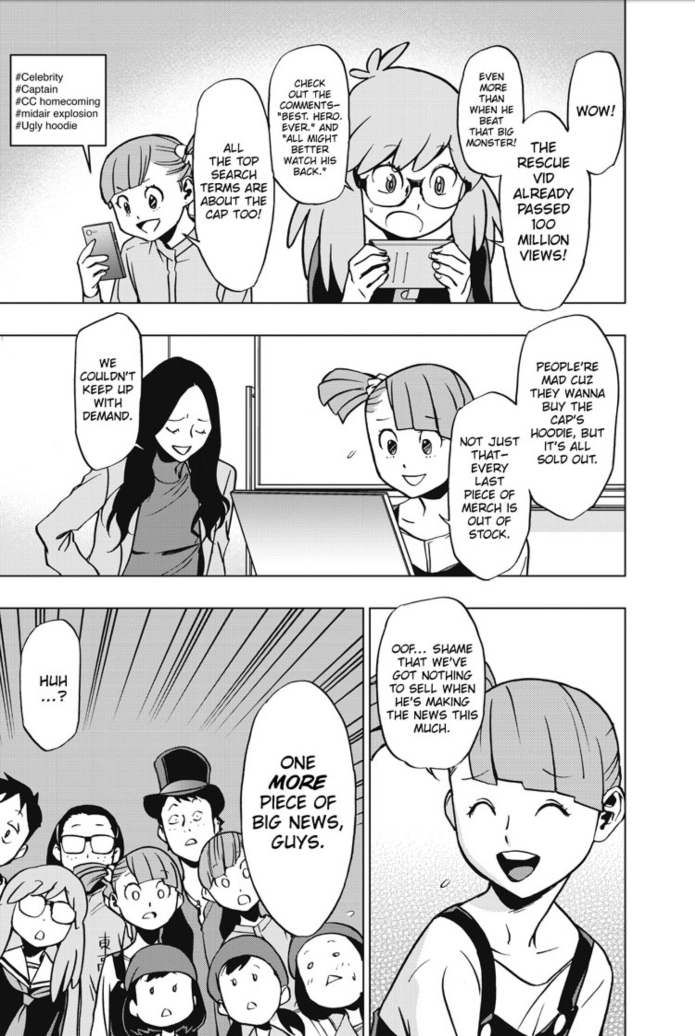 WOW!
THE
RESCUE
VID
ALREADY
PASSED
100
MILLION
VIEWS!
EVEN
MORE
THAN
WHEN HE
BEAT
THAT BIG
MONSTER!
CHECK
OUT THE
COMMENTS—
"BEST. HERO.
EVER." AND
"ALL MIGHT
BETTER
WATCH HIS
BACK."
ALL
THE TOP
SEARCH
TERMS ARE
ABOUT THE
CAP TOO!
#Celebrity
#Captain
#CC homecoming
#midair explosion
#Ugly hoodie
PEOPLE'RE
MAD CUZ
THEY WANNA
BUY THE
CAP'S
HOODIE, BUT
IT'S ALL
SOLD OUT.
NOT JUST
THAT—
EVERY
LAST
PIECE OF
MERCH IS
OUT OF
STOCK.
WE
COULDN'T
KEEP UP
WITH
DEMAND.
OOF... SHAME
THAT WE'VE
GOT NOTHING
TO SELL WHEN
HE'S MAKING
THE NEWS THIS
MUCH.
ONE
MORE
PIECE OF
BIG NEWS,
GUYS.
HUH
...?
東